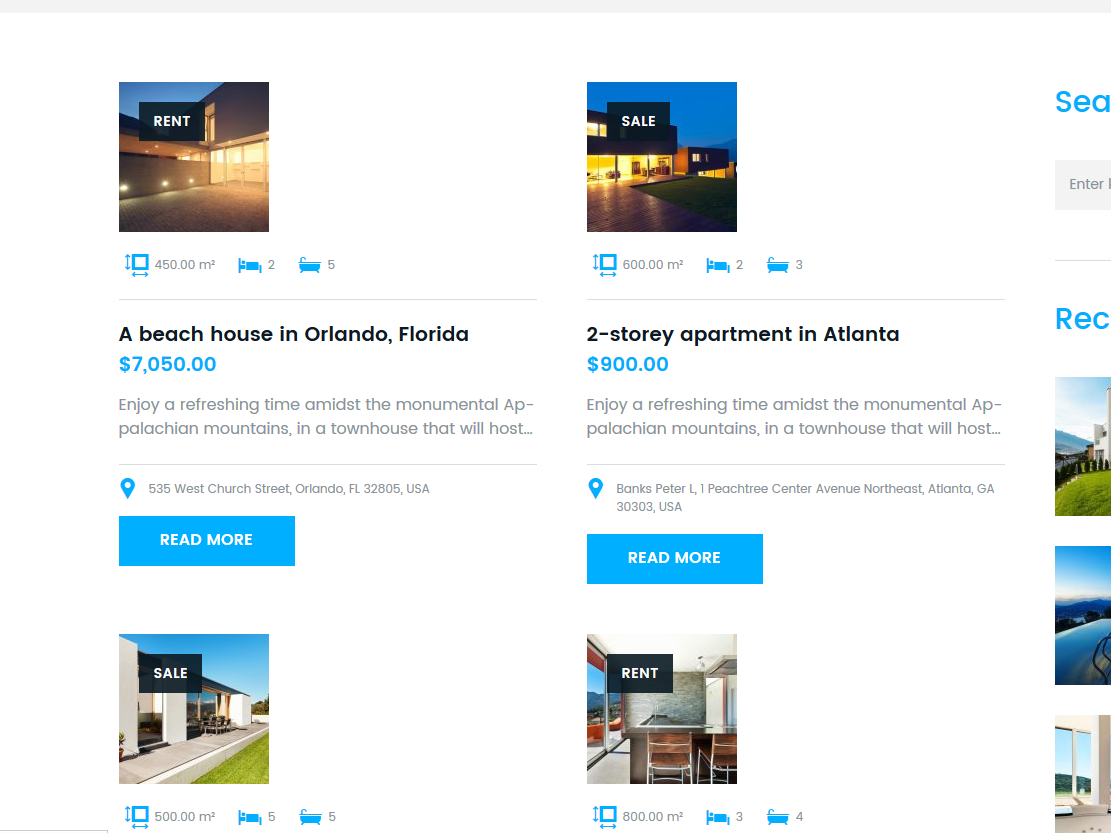 RENT
450.00 m² 2 5
A beach house in Orlando, Florida
$7,050.00
Enjoy a refreshing time amidst the monumental Ap-
palachian mountains, in a townhouse that will host...
535 West Church Street, Orlando, FL 32805, USA
READ MORE
SALE
600.00 m² 2 3
2-storey apartment in Atlanta
$900.00
Enjoy a refreshing time amidst the monumental Ap-
palachian mountains, in a townhouse that will host...
Banks Peter L, 1 Peachtree Center Avenue Northeast, Atlanta, GA
30303, USA
READ MORE
SALE
500.00 m² 5 5
RENT
800.00 m² 3 4
Sea
Enter
Rec